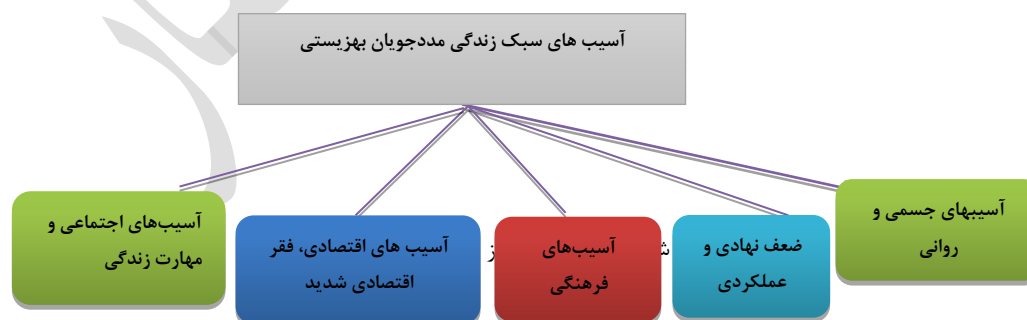 آسیب های سبک زندگی مددجویان بهزیستی
آسیبهای جسمی و
روانی
ضعف نهادی و
عملکردی
آسیب‌های
فرهنگی
آسیب های اقتصادی، فقر
اقتصادی شدید
آسیب‌های اجتماعی و
مهارت زندگی